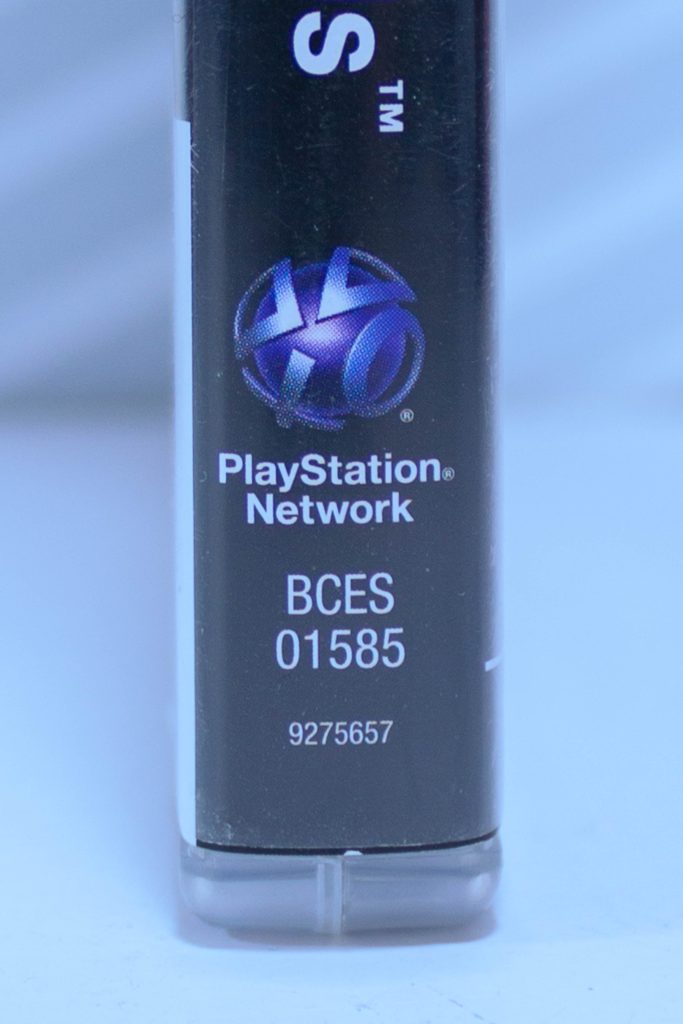 S™
PlayStation®
Network
BCES
01585
9275657